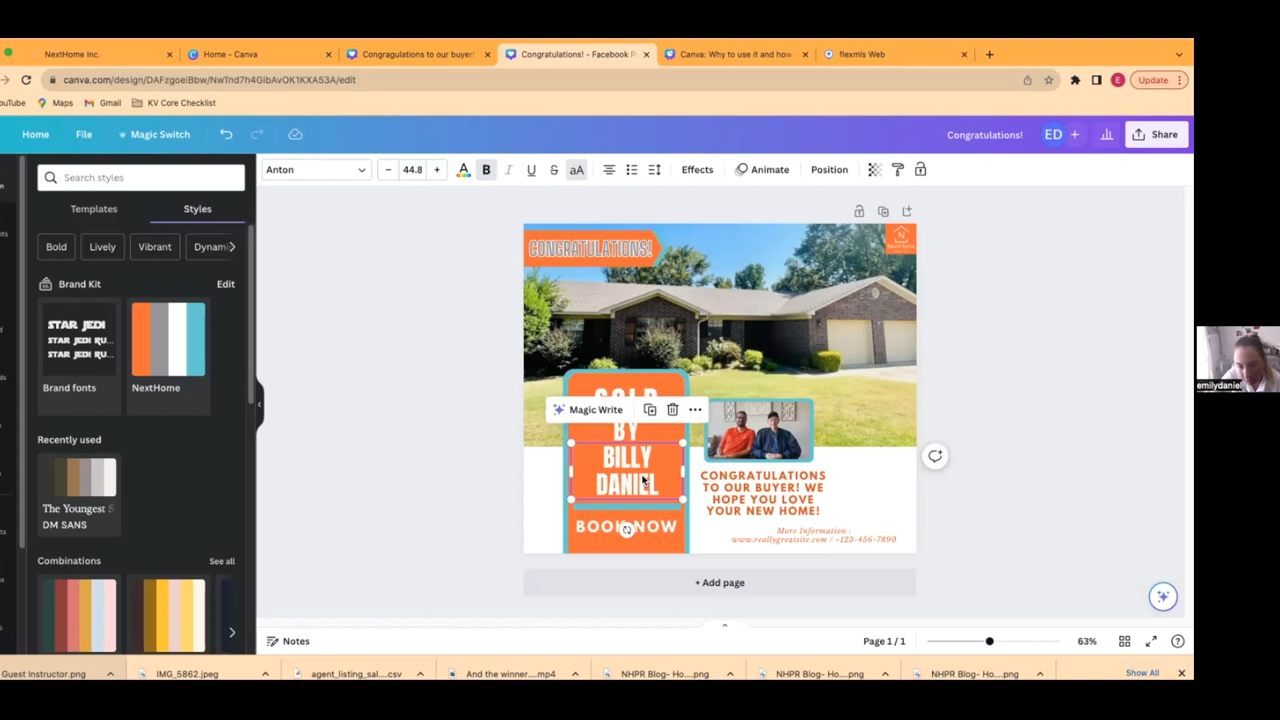 NextHome Inc.
Home - Canva
Congragulations to our buyer!
Congratulations! - Facebook P
Canva: Why to use it and how
flexmls Web
canva.com/design/DAFzgoeiBbw/NwTnd7h4GibAvOK1KXA53A/edit
E
Update
ouTube
Maps
Gmail
KV Core Checklist
Home
File
Magic Switch
Congratulations!
ED
Share
Search styles
Anton
44.8
B
I
U
S
aA
Effects
Animate
Position
Templates
Styles
Bold
Lively
Vibrant
Dynami
Brand Kit
Edit
STAR JEDI
STAR JEDI RU...
STAR JEDI RU...
Brand fonts
NextHome
Recently used
The Youngest S
DM SANS
Combinations
See all
CONGRATULATIONS!
N
NextHome
SOLD
Magic Write
BY
BILLY
DANIEL
BOOK NOW
CONGRATULATIONS
TO OUR BUYER! WE
HOPE YOU LOVE
YOUR NEW HOME!
More Information :
www.reallygreatsite.com / +123-456-7890
+ Add page
Notes
Page 1 / 1
63%
emilydaniel
Guest Instructor.png
IMG_5862.jpeg
agent_listing_sal....csv
And the winner....mp4
NHPR Blog- Ho....png
NHPR Blog- Ho....png
NHPR Blog- Ho....png
Show All